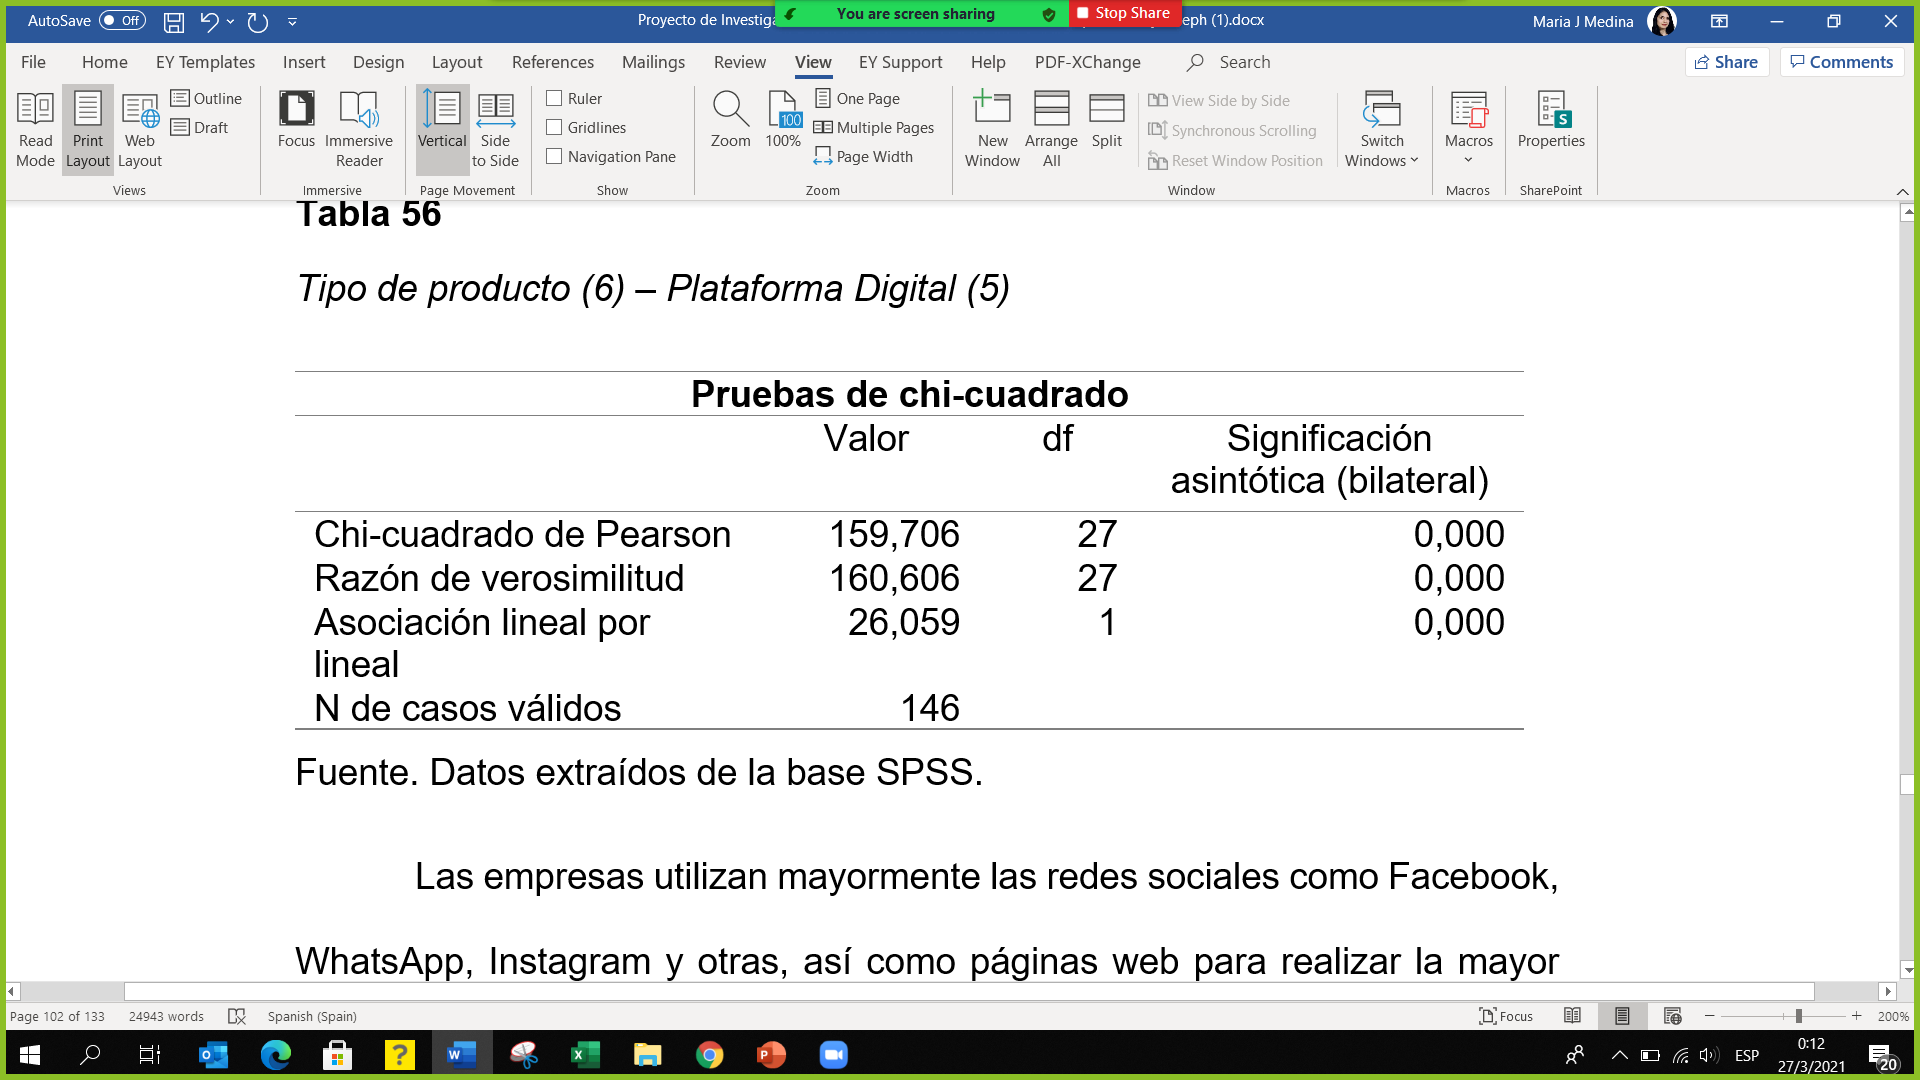 AutoSave Off
Proyecto de Investiga
You are screen sharing
Stop Share
eph (1).docx
Maria J Medina
File Home EY Templates Insert Design Layout References Mailings Review View EY Support Help PDF-XChange Search
Share Comments
Read Mode
Print Layout
Web Layout
Outline
Draft
Views
Focus
Immersive Reader
Immersive
Vertical
Side to Side
Page Movement
Ruler
Gridlines
Navigation Pane
Show
Zoom
100
100%
One Page
Multiple Pages
Page Width
Zoom
New Window
Arrange All
Split
View Side by Side
Synchronous Scrolling
Reset Window Position
Switch Windows
Window
Macros
Macros
S
Properties
SharePoint
Tabla 56
Tipo de producto (6) – Plataforma Digital (5)
Pruebas de chi-cuadrado
Valor df Significación
asintótica (bilateral)
Chi-cuadrado de Pearson 159,706 27 0,000
Razón de verosimilitud 160,606 27 0,000
Asociación lineal por 26,059 1 0,000
lineal
N de casos válidos 146
Fuente. Datos extraídos de la base SPSS.
Las empresas utilizan mayormente las redes sociales como Facebook,
WhatsApp, Instagram y otras, así como páginas web para realizar la mayor
Page 102 of 133 24943 words Spanish (Spain) Focus 200%
ESP
0:12
27/3/2021
20